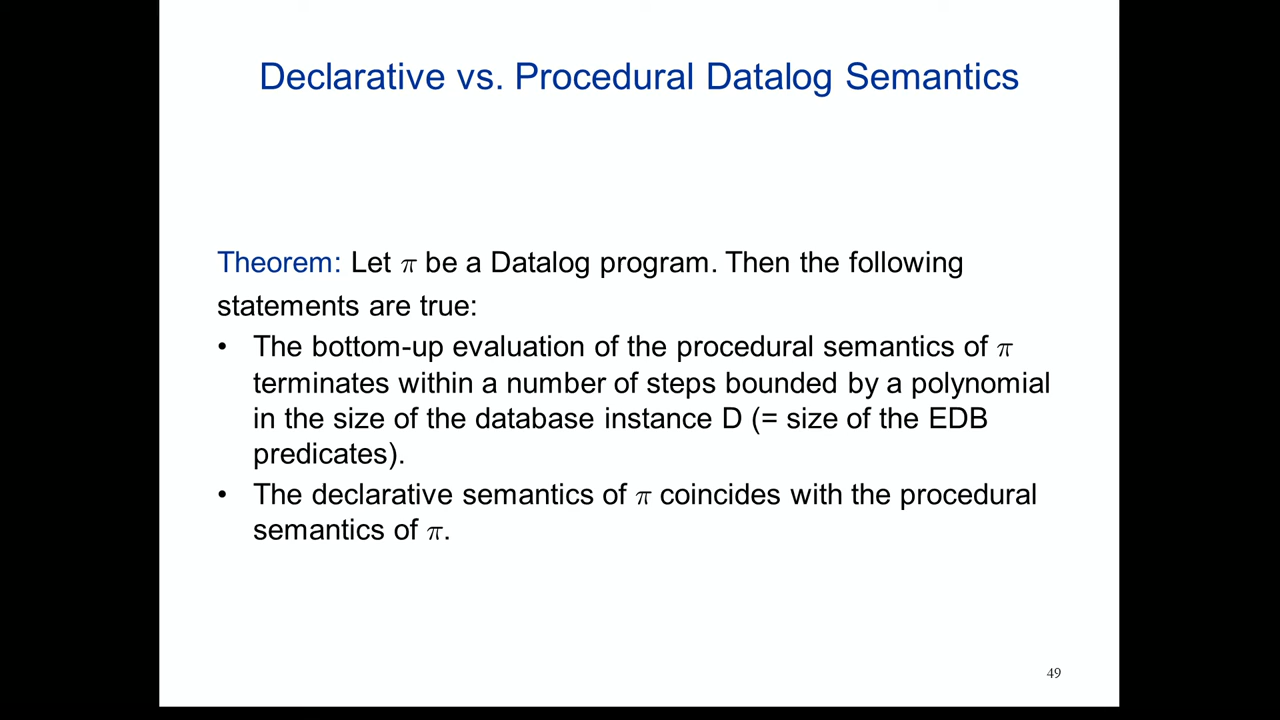 Declarative vs. Procedural Datalog Semantics
Theorem: Let π be a Datalog program. Then the following
statements are true:
• The bottom-up evaluation of the procedural semantics of π
terminates within a number of steps bounded by a polynomial
in the size of the database instance D (= size of the EDB
predicates).
• The declarative semantics of π coincides with the procedural
semantics of π.
49